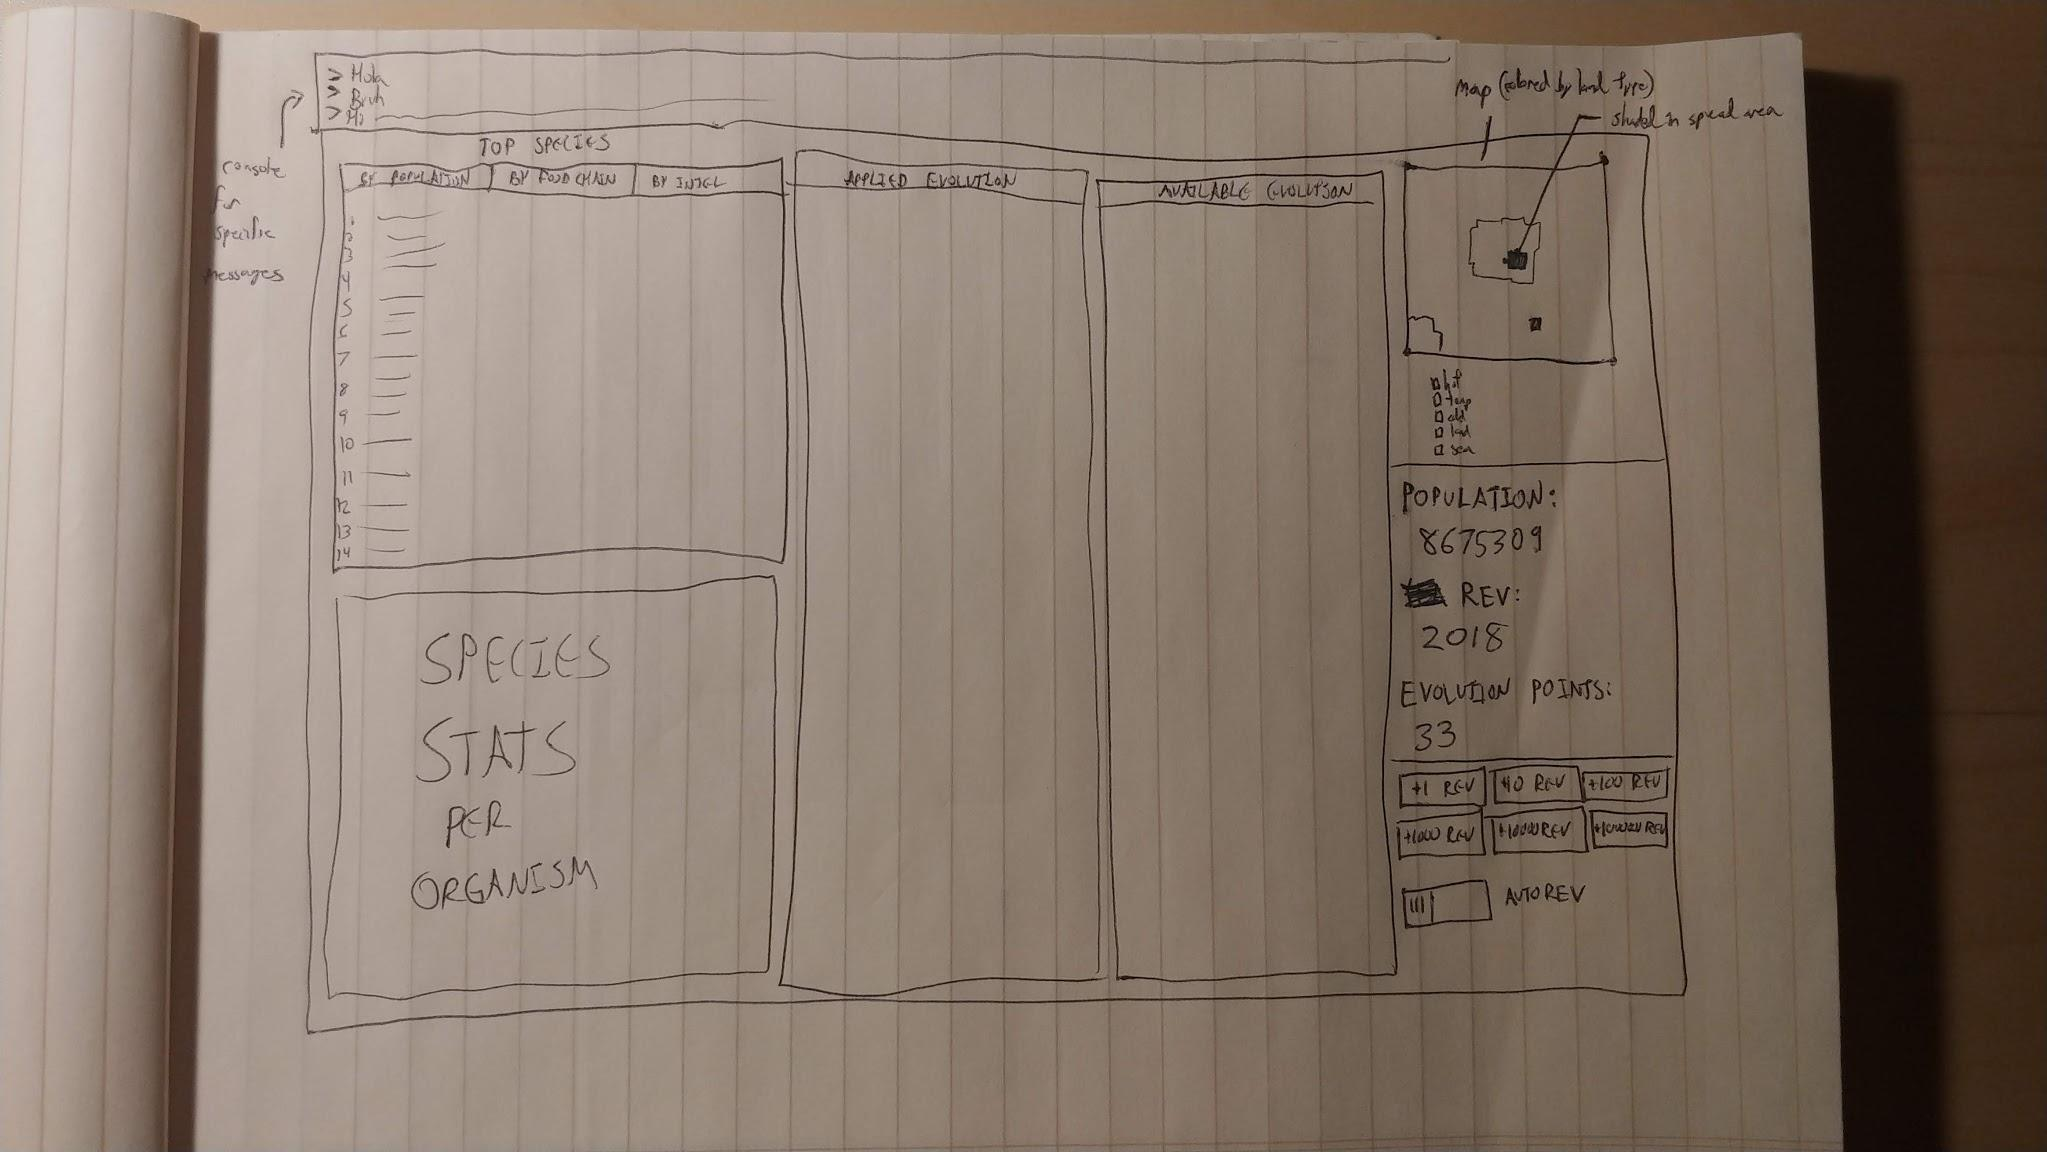 > Hola
> Bruh
> Mi
console
for
specific
messages
Map (colored by land type)
shaded in spread area
TOP SPECIES
BY POPULATION
BY FOOD CHAIN
BY INTEL
APPLIED EVOLUTION
AVAILABLE EVOLUTION
1
2
3
4
5
6
7
8
9
10
11
12
13
14
hot
temp
cold
land
sea
POPULATION:
8675309
REV:
2018
EVOLUTION POINTS:
33
+1 REV
+10 REV
+100 REV
+1000 REV
+10000 REV
+100000 REV
AUTO REV
SPECIES
STATS
PER
ORGANISM